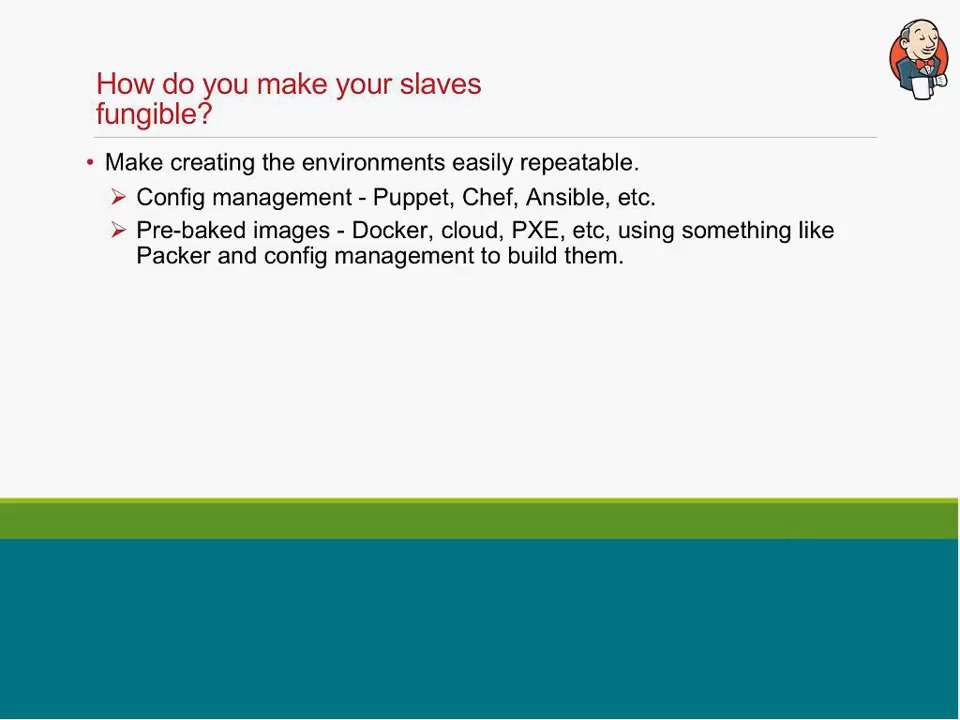 How do you make your slaves
fungible?
• Make creating the environments easily repeatable.
➢ Config management - Puppet, Chef, Ansible, etc.
➢ Pre-baked images - Docker, cloud, PXE, etc, using something like
Packer and config management to build them.